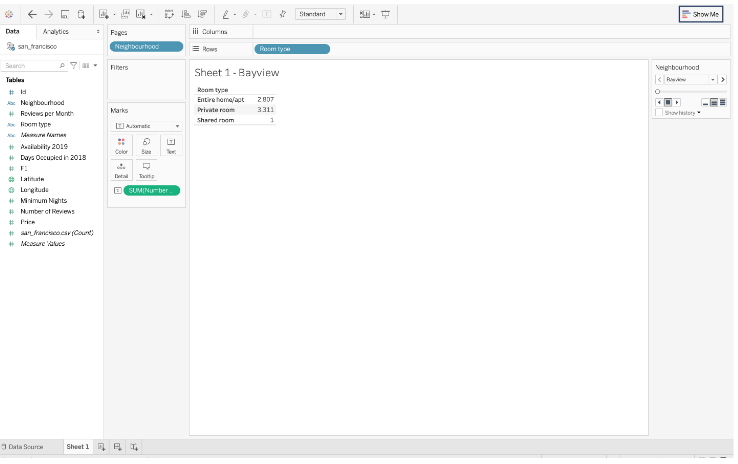 Standard
Show Me
Data
Analytics
Pages
Columns
san_francisco
Neighbourhood
Rows
Room type
Search
Filters
Sheet 1 - Bayview
Neighbourhood
Bayview
Show history
Tables
# Id
Abc Neighbourhood
# Reviews per Month
Abc Room type
Abc Measure Names
# Availability 2019
# Days Occupied in 2018
# F1
Latitude
Longitude
# Minimum Nights
# Number of Reviews
# Price
# san_francisco.csv (Count)
# Measure Values
Marks
T Automatic
Color
Size
Text
Detail
Tooltip
SUM(Number...
Room type
Entire home/apt 2.807
Private room 3.311
Shared room 1
Data Source
Sheet 1